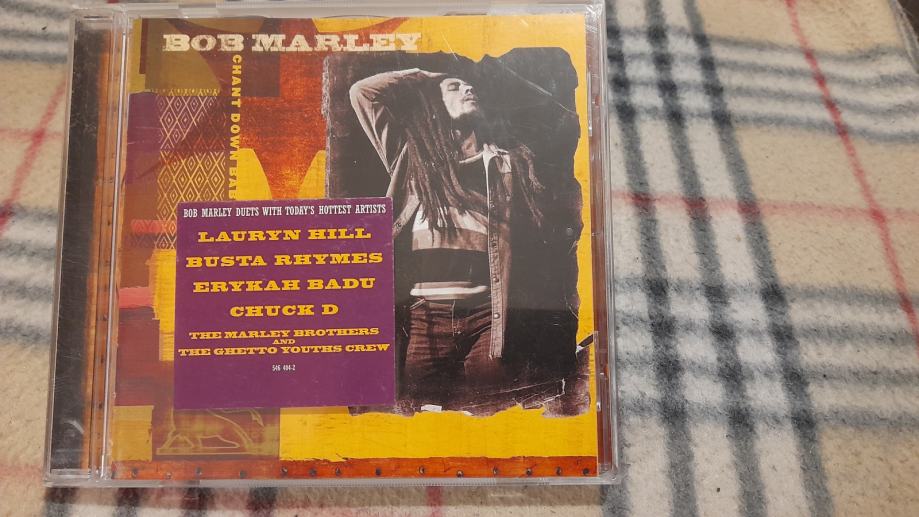 BOB MARLEY
CHANT DOWN BAB
BOB MARLEY DUETS WITH TODAY'S HOTTEST ARTISTS
LAURYN HILL
BUSTA RHYMES
ERYKAH BADU
CHUCK D
THE MARLEY BROTHERS
AND
THE GHETTO YOUTHS CREW
546 404-2